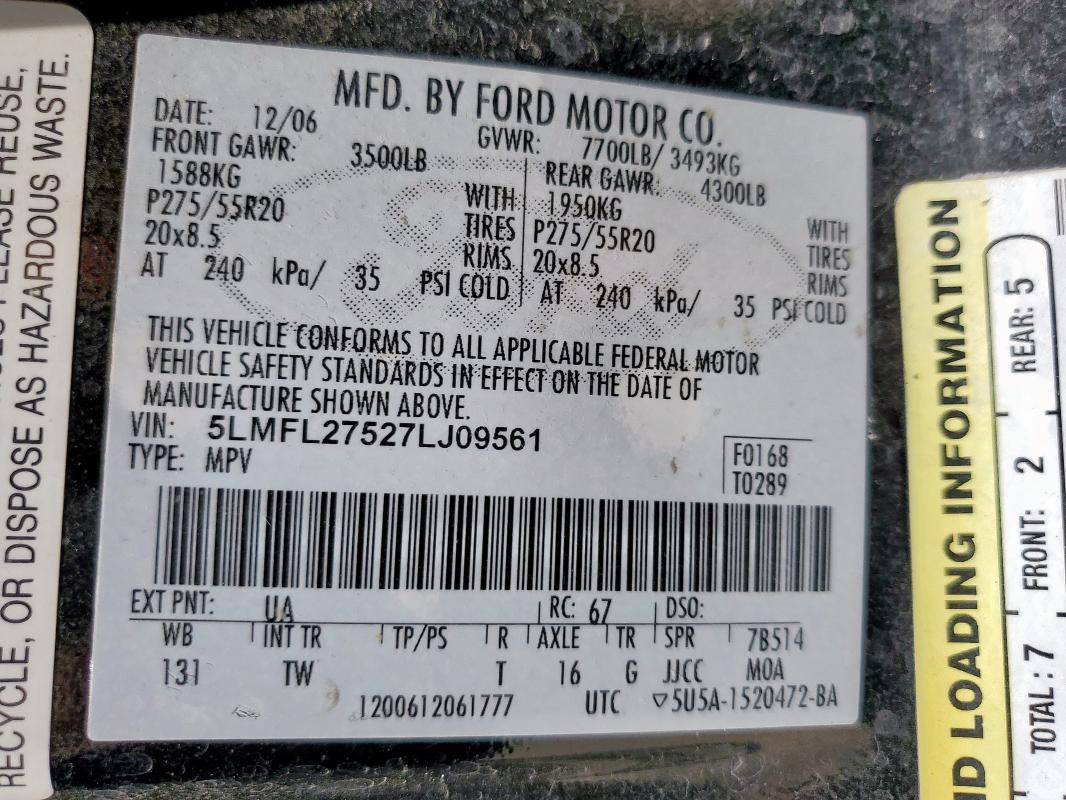 RECYCLE, OR DISPOSE AS HAZARDOUS WASTE.
MFD. BY FORD MOTOR CO.
DATE: 12/06 GVWR: 7700LB/ 3493KG
FRONT GAWR: 3500LB REAR GAWR: 4300LB
1588KG WITH 1950KG WITH
P275/55R20 TIRES P275/55R20 TIRES
20x8.5 RIMS 20x8.5 RIMS
AT 240 kPa/ 35 PSI COLD AT 240 kPa/ 35 PSI COLD
THIS VEHICLE CONFORMS TO ALL APPLICABLE FEDERAL MOTOR
VEHICLE SAFETY STANDARDS IN EFFECT ON THE DATE OF
MANUFACTURE SHOWN ABOVE.
VIN: 5LMFL27527LJ09561
TYPE: MPV
F0168
T0289
EXT PNT: UA RC: 67 DSO:
WB INT TR TP/PS R AXLE TR SPR 7B514
131 TW T 16 G JJCC MOA
1200612061777 UTC ▽5U5A-1520472-BA
LOADING INFORMATION
TOTAL: 7 FRONT: 2 REAR: 5